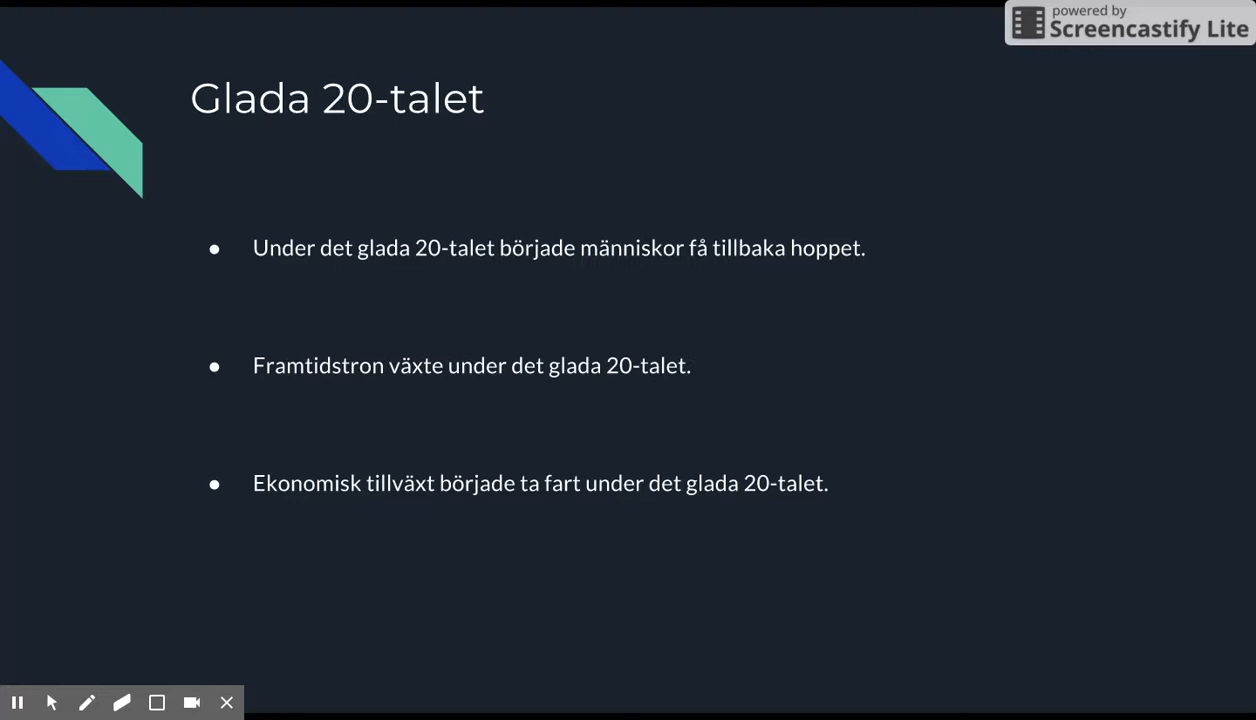 powered by
Screencastify Lite
Glada 20-talet
● Under det glada 20-talet började människor få tillbaka hoppet.
● Framtidstron växte under det glada 20-talet.
● Ekonomisk tillväxt började ta fart under det glada 20-talet.